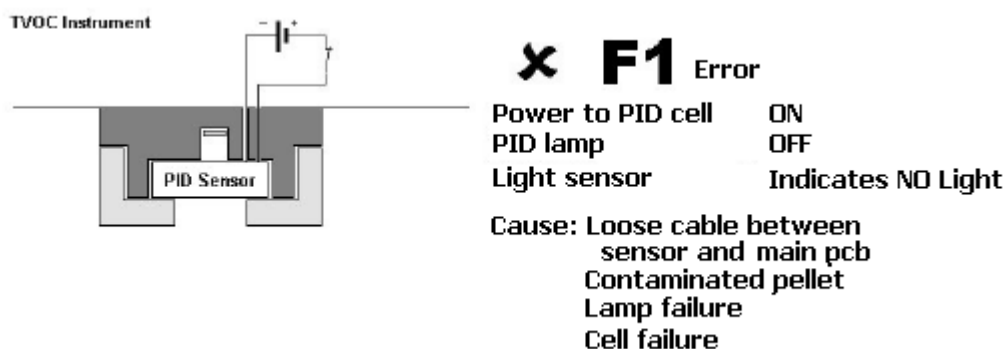 TVOC Instrument
- +
PID Sensor
✗ F1 Error
Power to PID cell ON
PID lamp OFF
Light sensor Indicates NO Light
Cause: Loose cable between
sensor and main pcb
Contaminated pellet
Lamp failure
Cell failure